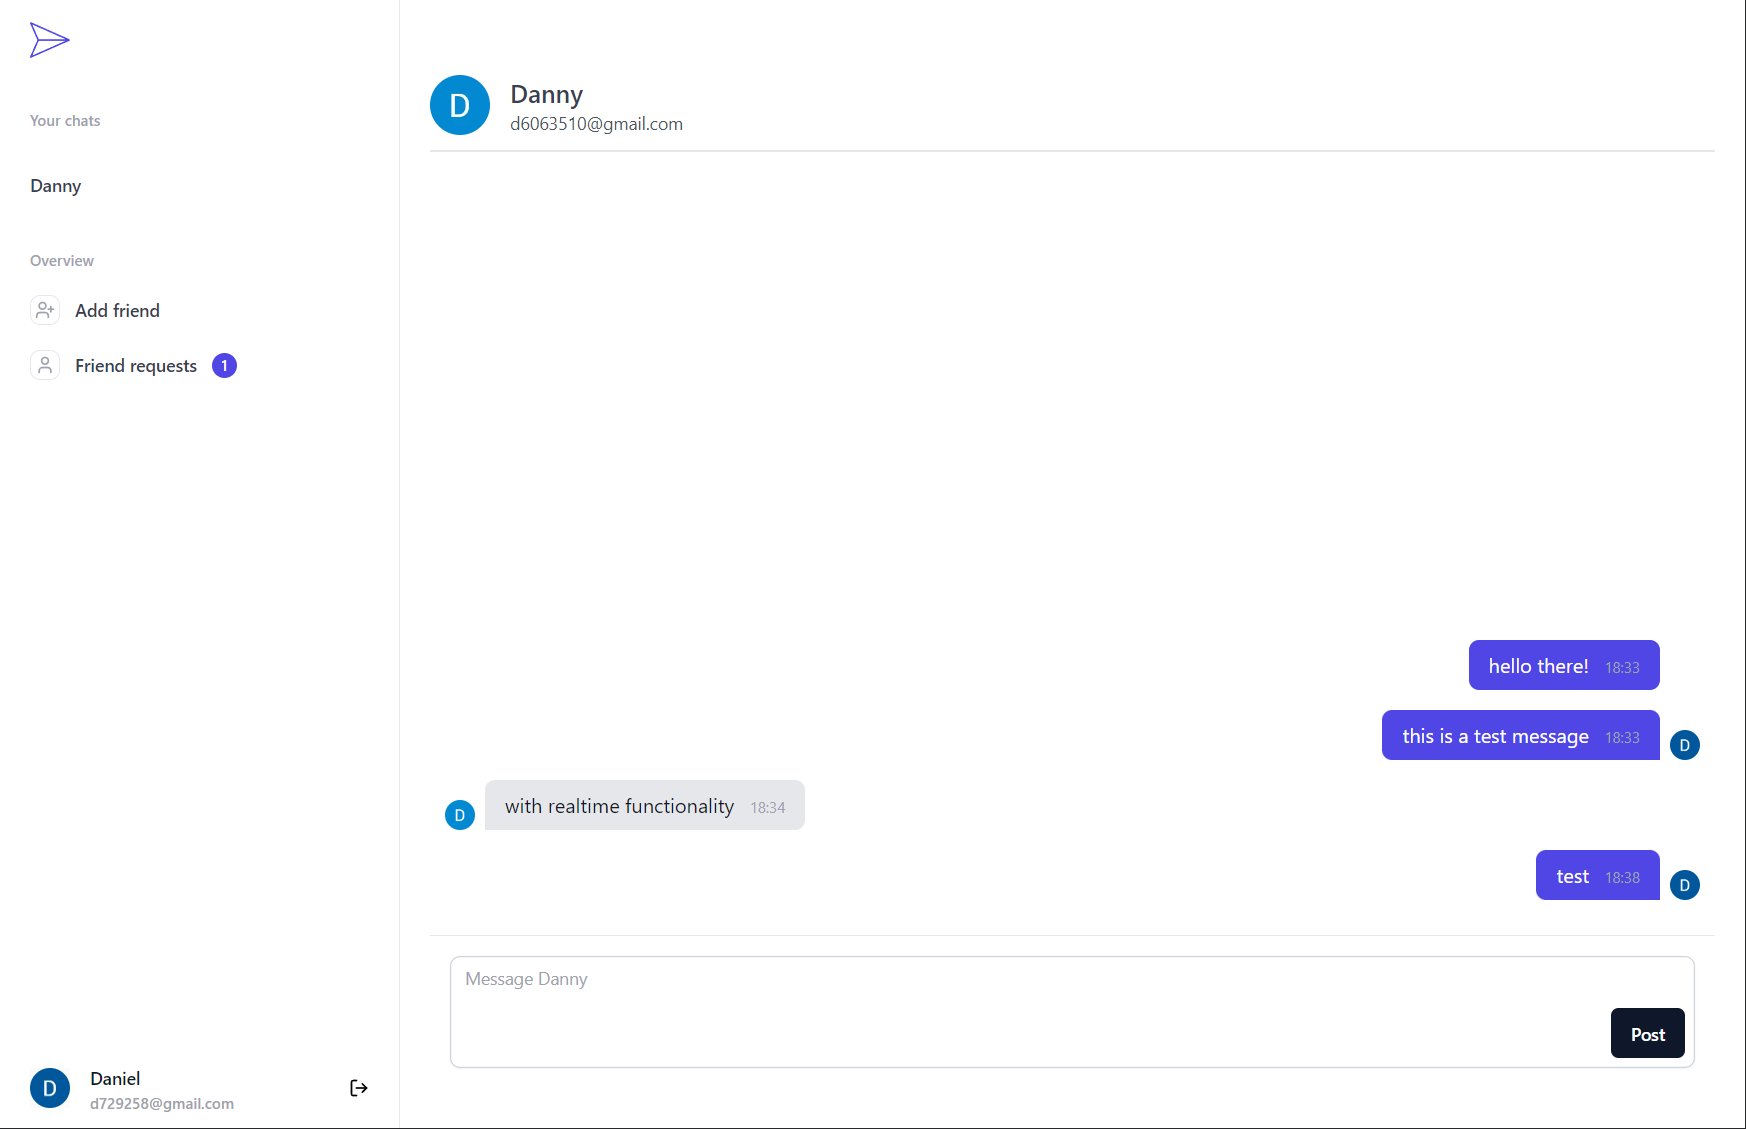 Your chats
Danny
Overview
Add friend
Friend requests 1
D
Daniel
d729258@gmail.com
D
Danny
d6063510@gmail.com
hello there! 18:33
this is a test message 18:33
D
D
with realtime functionality 18:34
test 18:38
D
Message Danny
Post